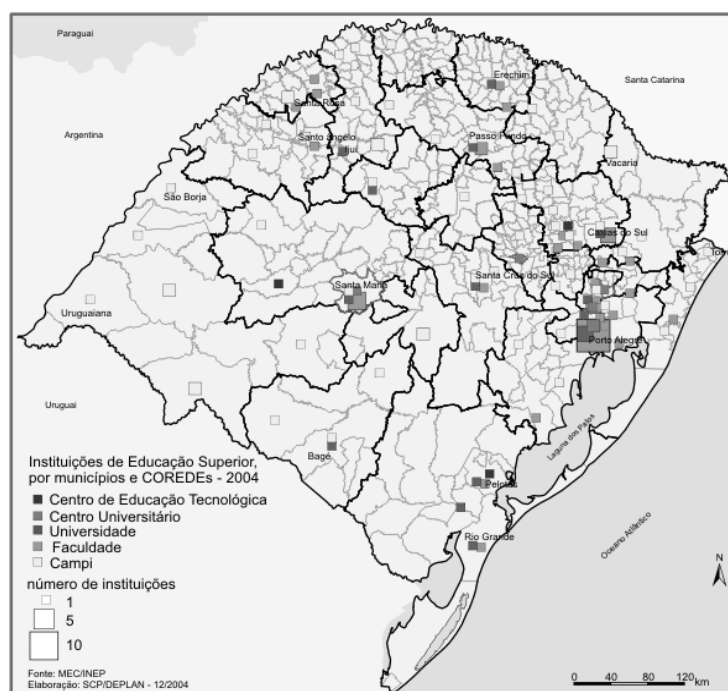 Paraguai
Santa Catarina
Argentina
Erechim
Santa Rosa
Santo Ângelo
Ijuí
Passo Fundo
Vacaria
São Borja
Caxias do Sul
Santa Cruz do Sul
Santa Maria
Uruguaiana
Porto Alegre
Uruguai
Laguna dos Patos
Bagé
Pelotas
Oceano Atlântico
Rio Grande
Instituições de Educação Superior,
por municípios e COREDEs - 2004
Centro de Educação Tecnológica
Centro Universitário
Universidade
Faculdade
Campi
número de instituições
1
5
10
Fonte: MEC/INEP
Elaboração: SCP/DEPLAN - 12/2004
N
0 40 80 120
km